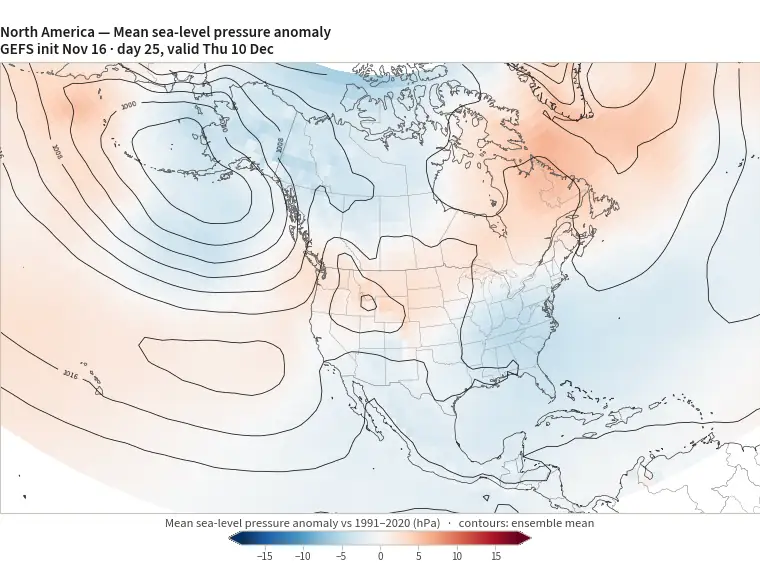 North America — Mean sea-level pressure anomaly
GEFS init Nov 16 · day 25, valid Thu 10 Dec
1000
1008
1008
1016
Mean sea-level pressure anomaly vs 1991–2020 (hPa) · contours: ensemble mean
−15 −10 −5 0 5 10 15